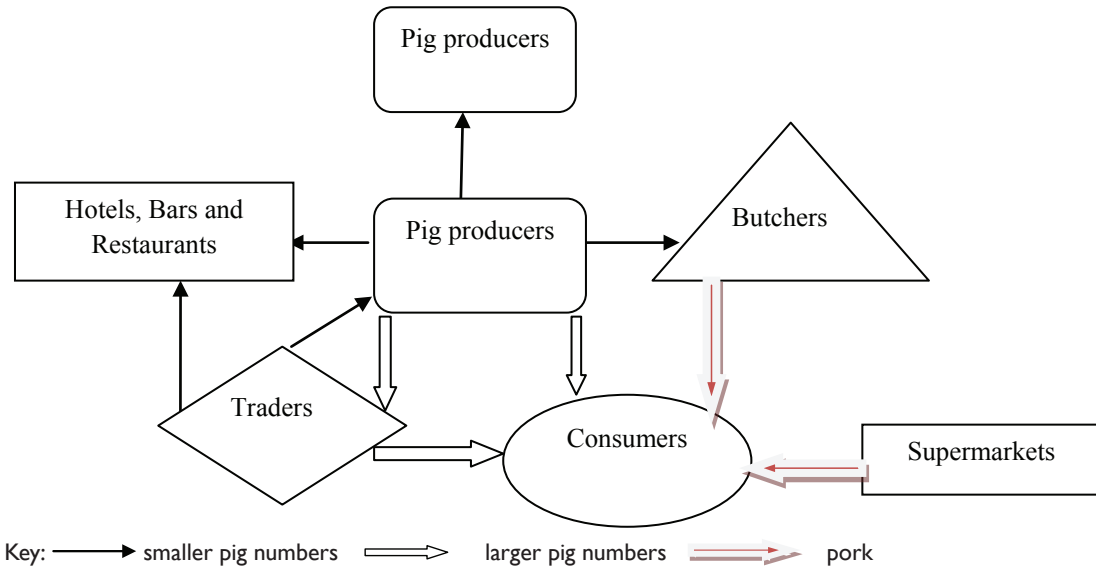 Pig producers
Hotels, Bars and
Restaurants
Pig producers
Butchers
Traders
Consumers
Supermarkets
Key: smaller pig numbers larger pig numbers pork